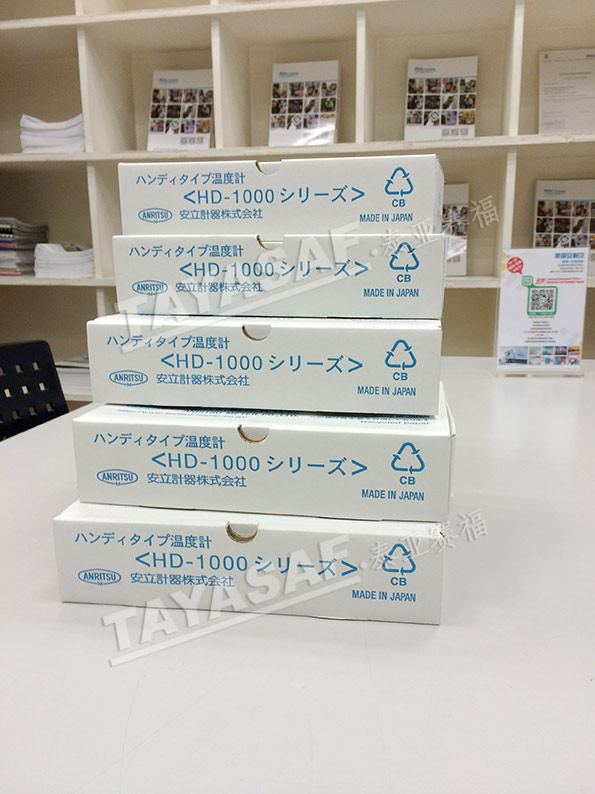 ハンディタイプ温度計
<HD-1000シリーズ>
ANRITSU
M
安立計器株式会社
CB
MADE IN JAPAN
ハンディタイプ温度計
<HD-1000シリーズ>
ANRITSU
M
安立計器株式会社
CB
MADE IN JAPAN
ハンディタイプ温度計
<HD-1000シリーズ>
ANRITSU
M
安立計器株式会社
CB
MADE IN JAPAN
ハンディタイプ温度計
<HD-1000シリーズ>
ANRITSU
M
安立計器株式会社
CB
MADE IN JAPAN
ハンディタイプ温度計
<HD-1000シリーズ>
ANRITSU
M
安立計器株式会社
CB
MADE IN JAPAN
TAYASAF.泰亚赛福
TAYASAF.泰亚赛福